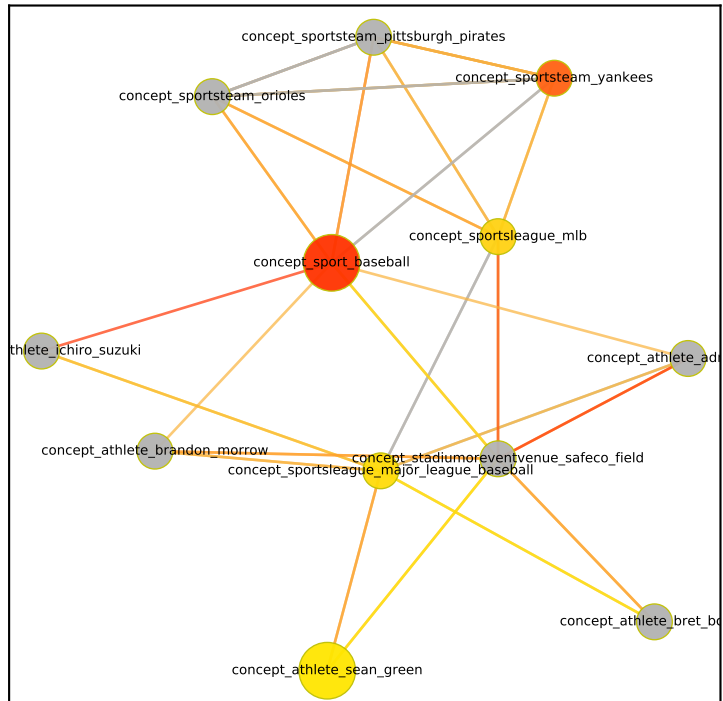 concept_sportsteam_pittsburgh_pirates
concept_sportsteam_yankees
concept_sportsteam_orioles
concept_sportsleague_mlb
concept_sport_baseball
thlete_ichiro_suzuki
concept_athlete_adr
concept_athlete_brandon_morrow
concept_stadiumoreventvenue_safeco_field
concept_sportsleague_major_league_baseball
concept_athlete_bret_bo
concept_athlete_sean_green